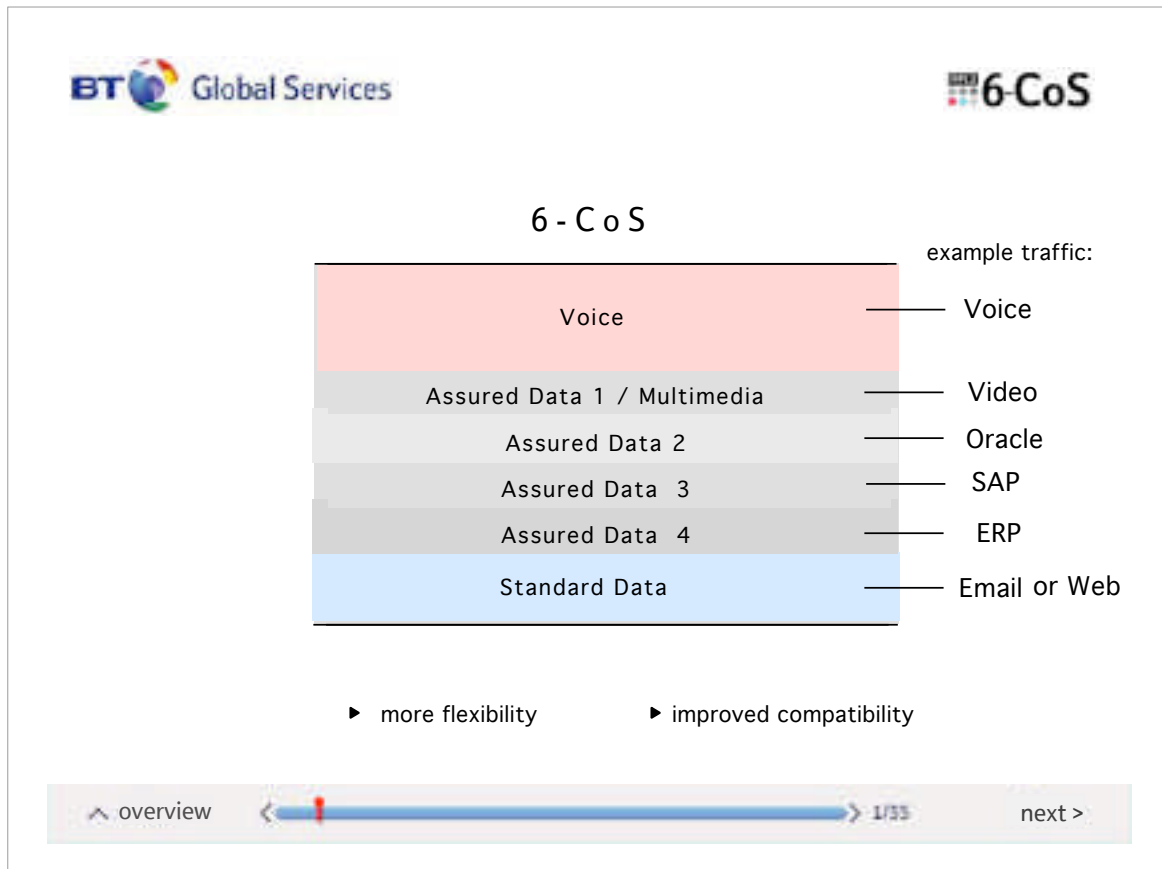 BT Global Services
6-CoS
6-CoS
example traffic:
Voice
Voice
Assured Data 1 / Multimedia
Video
Assured Data 2
Oracle
Assured Data 3
SAP
Assured Data 4
ERP
Standard Data
Email or Web
more flexibility
improved compatibility
overview
1/35
next >